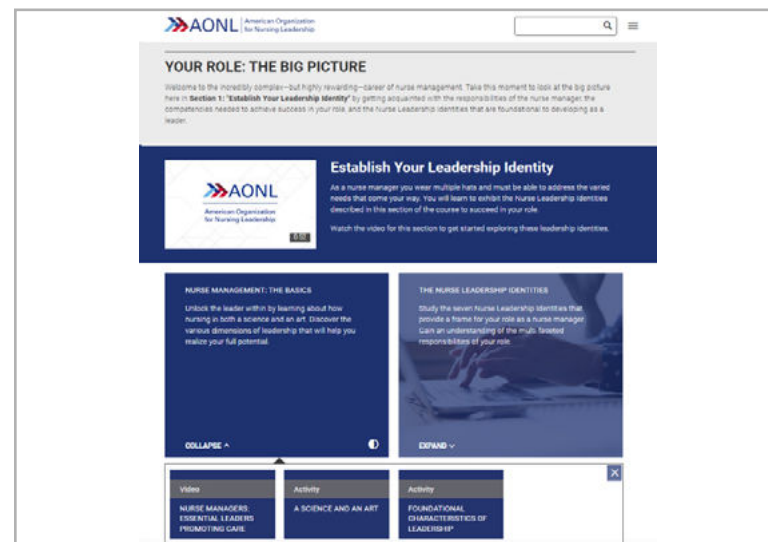 AONL American Organization
for Nursing Leadership
YOUR ROLE: THE BIG PICTURE
Welcome to the incredibly complex—but highly rewarding—career of nurse management. Take this moment to look at the big picture
here in Section 1: "Establish Your Leadership Identity" by getting acquainted with the responsibilities of the nurse manager, the
competencies needed to achieve success in your role, and the Nurse Leadership identities that are foundational to developing as a
leader.
AONL
American Organization
for Nursing Leadership
Establish Your Leadership Identity
As a nurse manager you wear multiple hats and must be able to address the varied
needs that come your way. You will learn to exhibit the Nurse Leadership Identities
described in this section of the course to succeed in your role.
Watch the video for this section to get started exploring these leadership identities.
NURSE MANAGEMENT: THE BASICS
Unlock the leader within by learning about how
nursing in both a science and an art. Discover the
various dimensions of leadership that will help you
realize your full potential.
COLLAPSE
THE NURSE LEADERSHIP IDENTITIES
Study the seven Nurse Leadership Identities that
provide a frame for your role as a nurse manager.
Gain an understanding of the multi faceted
responsibilities of your role.
EXPAND
Video
NURSE MANAGERS:
ESSENTIAL LEADERS
PROMOTING CARE
Activity
A SCIENCE AND AN ART
Activity
FOUNDATIONAL
CHARACTERISTICS OF
LEADERSHIP